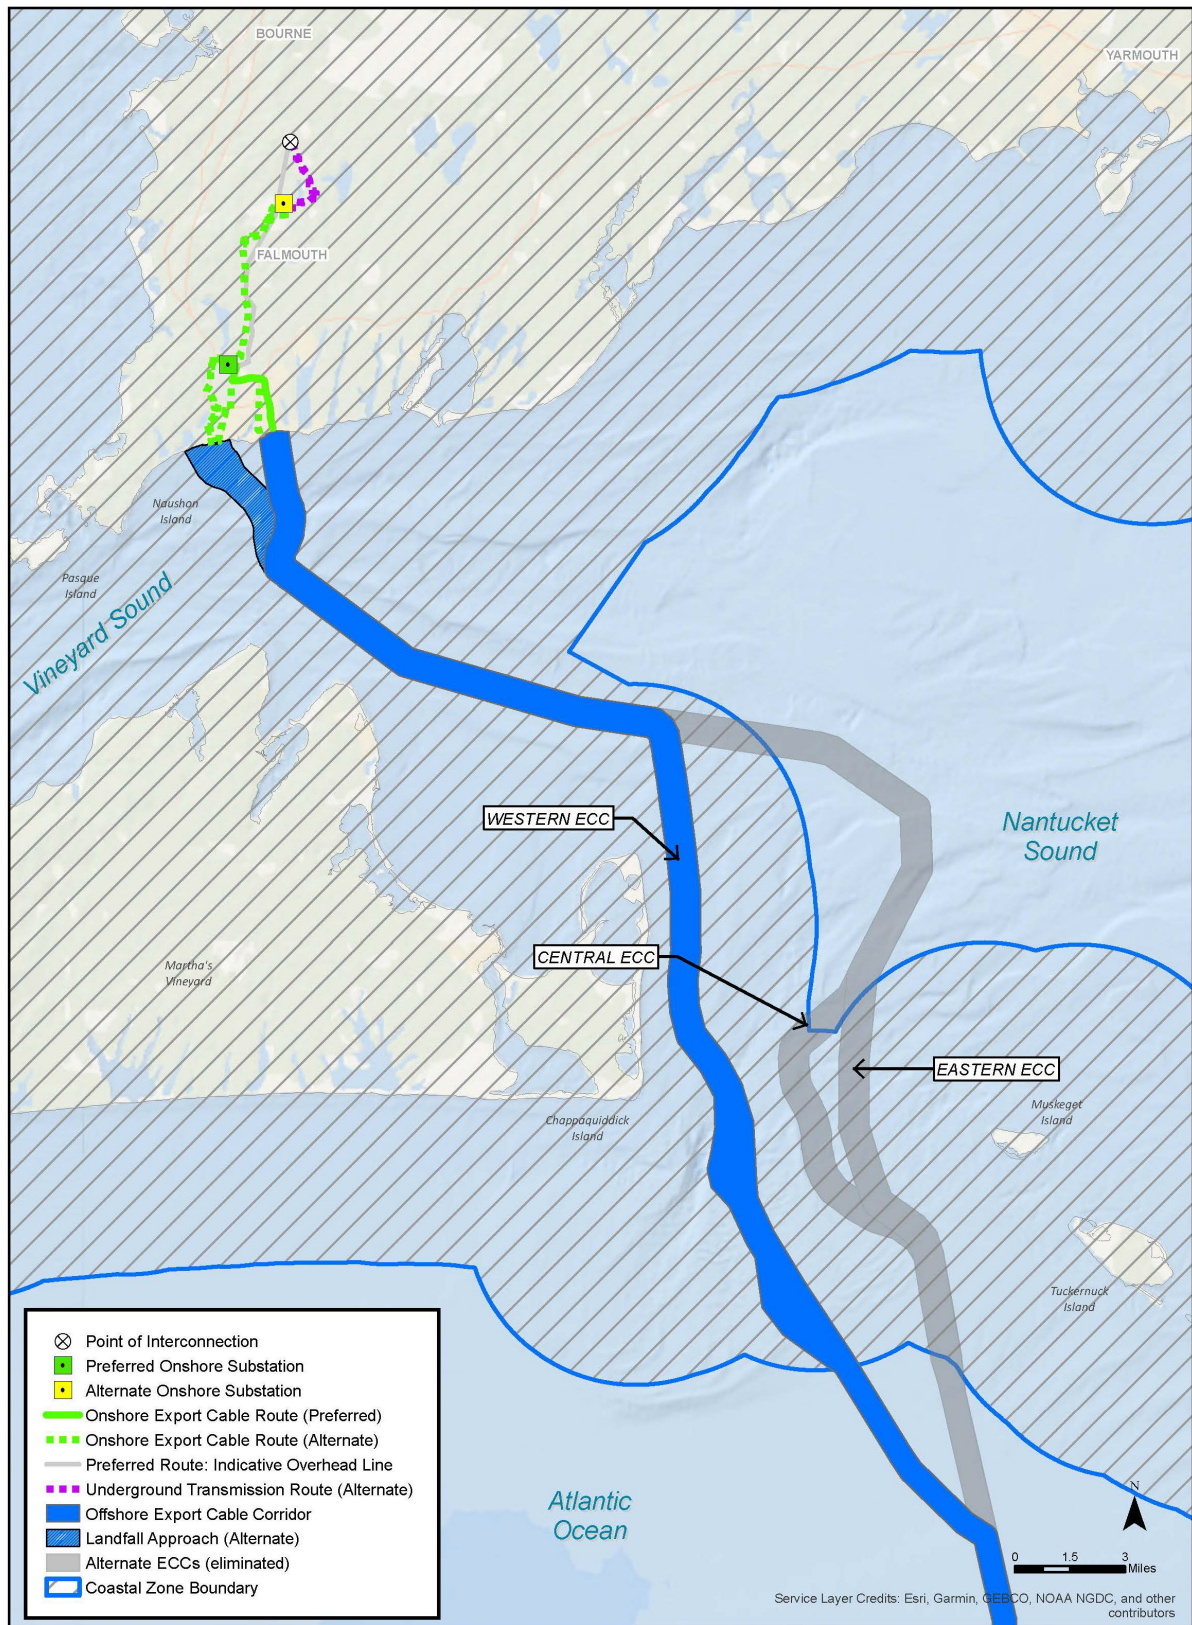 BOURNE
YARMOUTH
FALMOUTH
Naushon
Island
Pasque
Island
Vineyard Sound
WESTERN ECC
Nantucket
Sound
CENTRAL ECC
Martha's
Vineyard
EASTERN ECC
Chappaquiddick
Island
Muskeget
Island
Tuckernuck
Island
Point of Interconnection
Preferred Onshore Substation
Alternate Onshore Substation
Onshore Export Cable Route (Preferred)
Onshore Export Cable Route (Alternate)
Preferred Route: Indicative Overhead Line
Underground Transmission Route (Alternate)
Offshore Export Cable Corridor
Landfall Approach (Alternate)
Alternate ECCs (eliminated)
Coastal Zone Boundary
Atlantic
Ocean
N
0 1.5 3
Miles
Service Layer Credits: Esri, Garmin, GEBCO, NOAA NGDC, and other
contributors